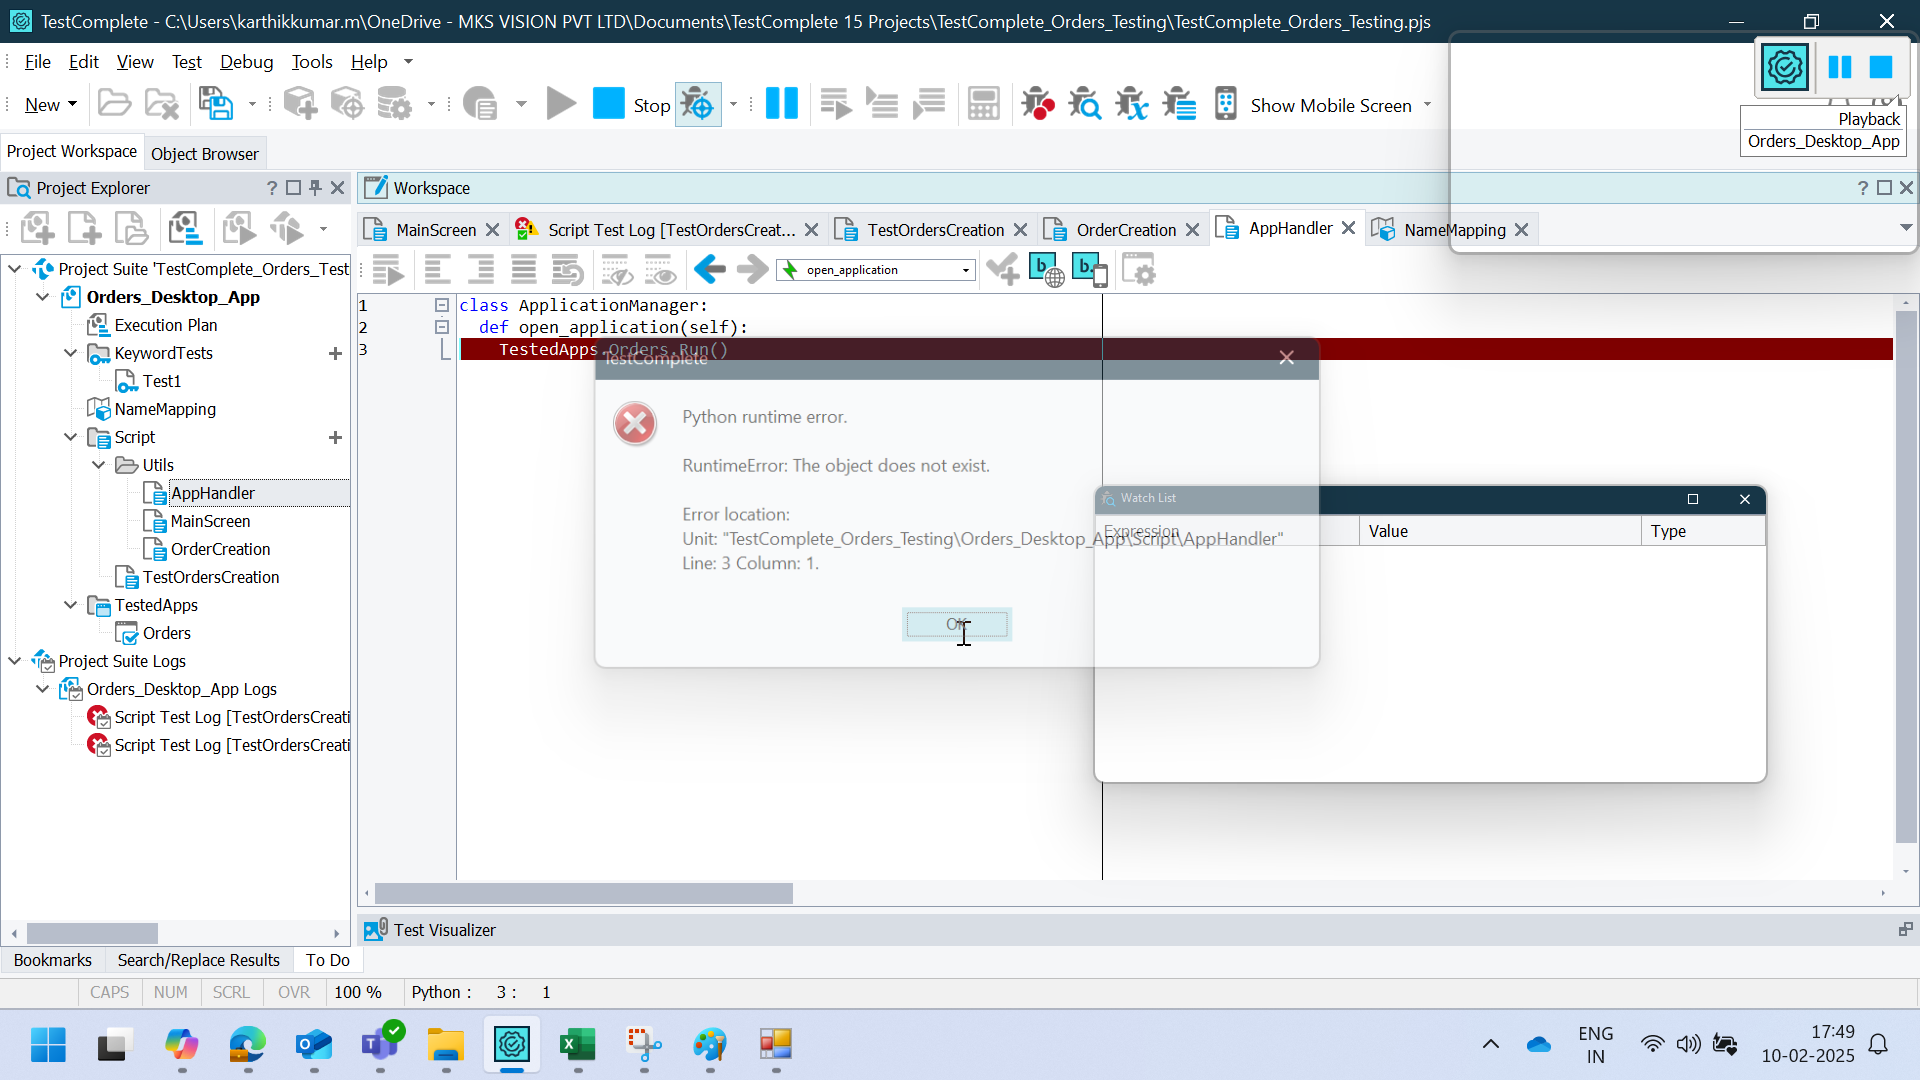 TestComplete - C:\Users\karthikkumar.m\OneDrive - MKS VISION PVT LTD\Documents\TestComplete 15 Projects\TestComplete_Orders_Testing\TestComplete_Orders_Testing.pjs
File Edit View Test Debug Tools Help
New Stop Show Mobile Screen
Playback
Orders_Desktop_App
Project Workspace Object Browser
Project Explorer ?
Workspace ?
MainScreen Script Test Log [TestOrdersCreat... TestOrdersCreation OrderCreation AppHandler NameMapping
open_application
b b.
Project Suite 'TestComplete_Orders_Test
Orders_Desktop_App
Execution Plan
KeywordTests
Test1
NameMapping
Script
Utils
AppHandler
MainScreen
OrderCreation
TestOrdersCreation
TestedApps
Orders
Project Suite Logs
Orders_Desktop_App Logs
Script Test Log [TestOrdersCreati
Script Test Log [TestOrdersCreati
1 class ApplicationManager:
2 def open_application(self):
3 TestedApps.Orders.Run()
TestComplete
Python runtime error.
RuntimeError: The object does not exist.
Error location:
Unit: "TestComplete_Orders_Testing\Orders_Desktop_App\Script\AppHandler"
Line: 3 Column: 1.
OK
Watch List
Expression Value Type
Test Visualizer
Bookmarks Search/Replace Results To Do
CAPS NUM SCRL OVR 100 % Python : 3 : 1
ENG
IN
17:49
10-02-2025